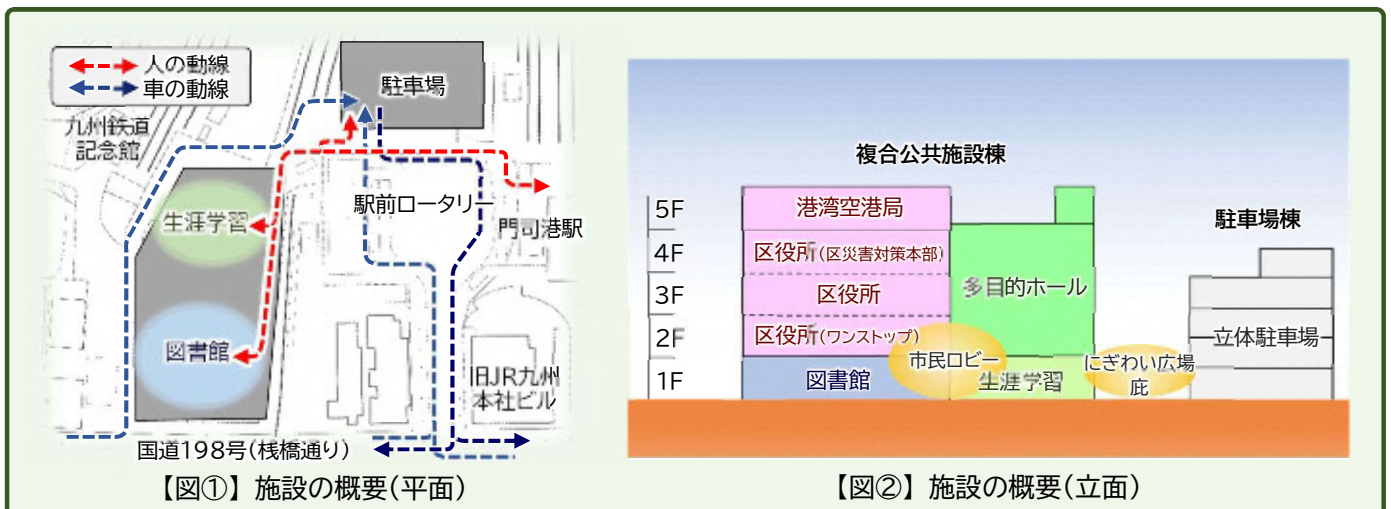 人の動線
車の動線
九州鉄道
記念館
駐車場
駅前ロータリー
門司港駅
生涯学習
図書館
旧JR九州
本社ビル
国道198号(桟橋通り)
【図①】 施設の概要(平面)
複合公共施設棟
駐車場棟
5F
港湾空港局
4F
区役所(区災害対策本部)
3F
区役所
多目的ホール
2F
区役所(ワンストップ)
立体駐車場
市民ロビー
にぎわい広場
庇
1F
図書館
生涯学習
【図②】 施設の概要(立面)